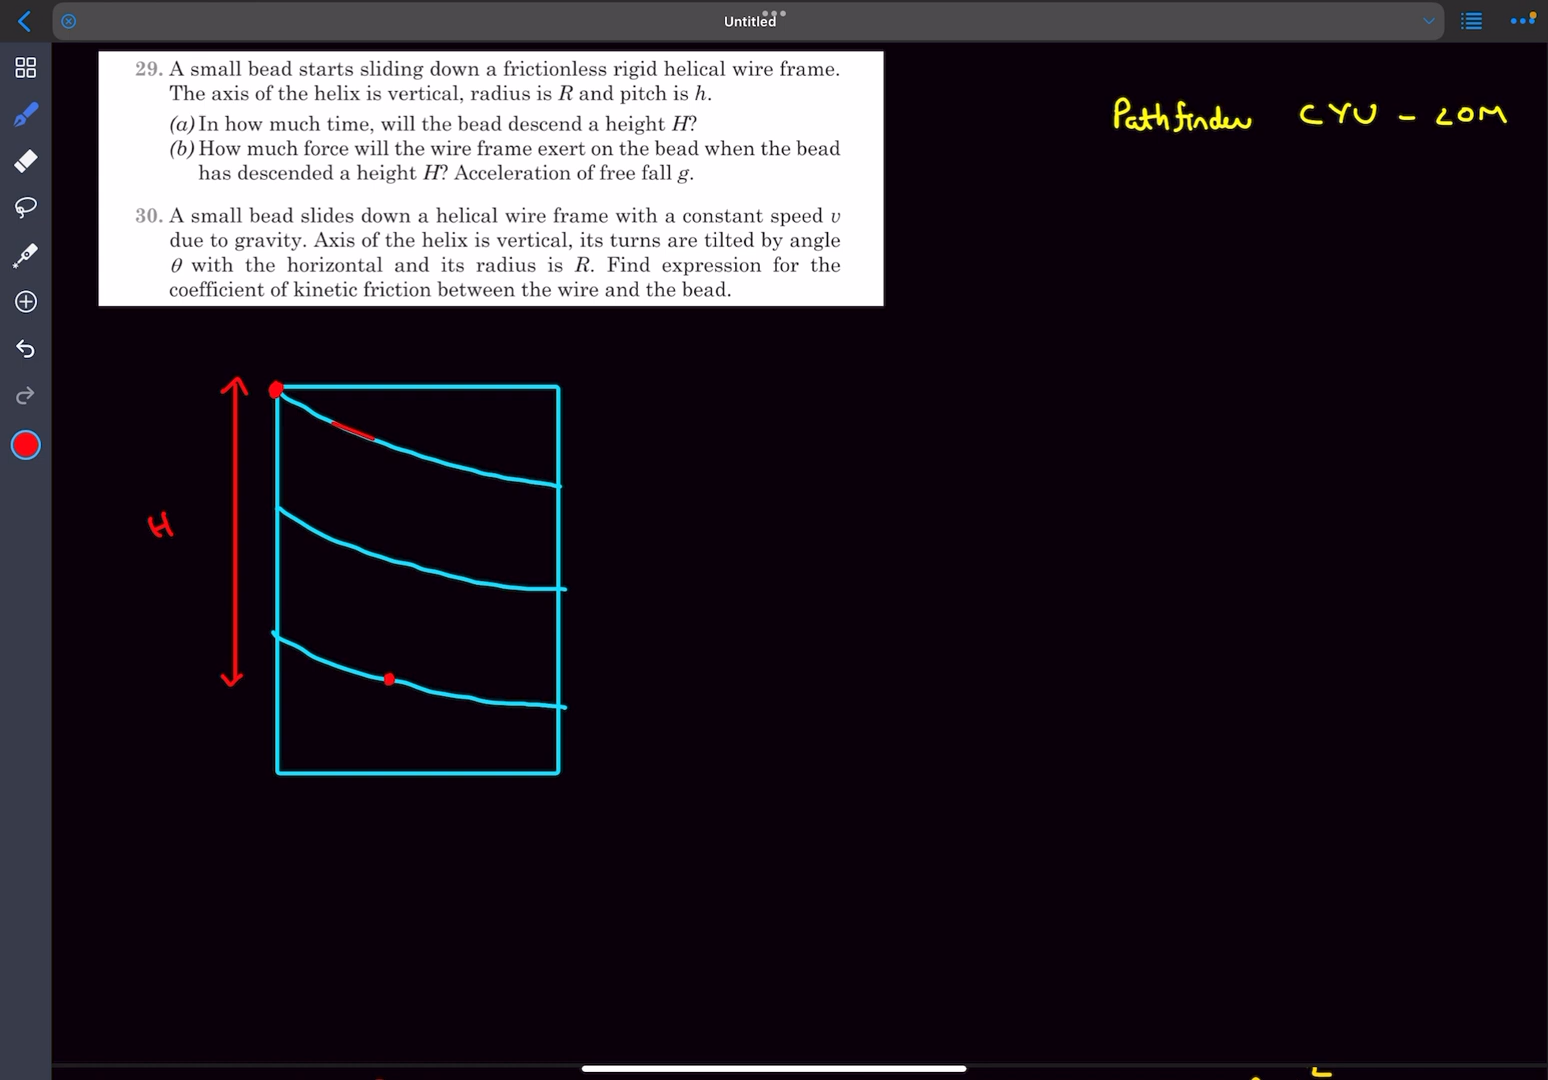 Untitled
29. A small bead starts sliding down a frictionless rigid helical wire frame.
The axis of the helix is vertical, radius is R and pitch is h.
(a) In how much time, will the bead descend a height H?
(b) How much force will the wire frame exert on the bead when the bead
has descended a height H? Acceleration of free fall g.
30. A small bead slides down a helical wire frame with a constant speed v
due to gravity. Axis of the helix is vertical, its turns are tilted by angle
θ with the horizontal and its radius is R. Find expression for the
coefficient of kinetic friction between the wire and the bead.
Pathfinder CYU - LOM
H